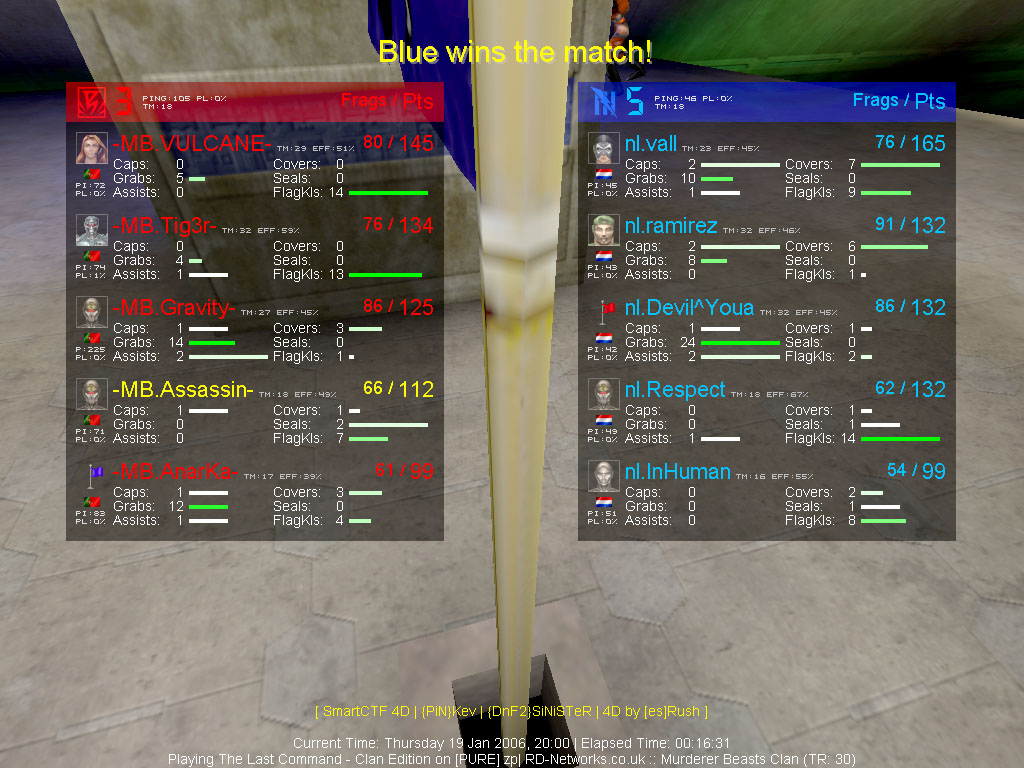 Blue wins the match!
3 PING:105 PL:0% TM:18 Frags / Pts
-MB.VULCANE- TM:29 EFF:51% 80 / 145
Caps: 0 Covers: 0
Grabs: 5 Seals: 0
Assists: 0 FlagKls: 14
PI:72 PL:0%
-MB.Tig3r- TM:32 EFF:59% 76 / 134
Caps: 0 Covers: 0
Grabs: 4 Seals: 0
Assists: 1 FlagKls: 13
PI:74 PL:1%
-MB.Gravity- TM:27 EFF:45% 86 / 125
Caps: 1 Covers: 3
Grabs: 14 Seals: 0
Assists: 2 FlagKls: 1
PI:225 PL:0%
-MB.Assassin- TM:18 EFF:49% 66 / 112
Caps: 1 Covers: 1
Grabs: 0 Seals: 2
Assists: 0 FlagKls: 7
PI:71 PL:0%
-MB.AnarKa- TM:17 EFF:39% 61 / 99
Caps: 1 Covers: 3
Grabs: 12 Seals: 0
Assists: 1 FlagKls: 4
PI:83 PL:0%
5 PING:46 PL:0% TM:18 Frags / Pts
nl.vall TM:23 EFF:45% 76 / 165
Caps: 2 Covers: 7
Grabs: 10 Seals: 0
Assists: 1 FlagKls: 9
PI:45 PL:0%
nl.ramirez TM:32 EFF:46% 91 / 132
Caps: 2 Covers: 6
Grabs: 8 Seals: 0
Assists: 0 FlagKls: 1
PI:43 PL:0%
nl.Devil^Youa TM:32 EFF:45% 86 / 132
Caps: 1 Covers: 1
Grabs: 24 Seals: 0
Assists: 2 FlagKls: 2
PI:42 PL:0%
nl.Respect TM:18 EFF:67% 62 / 132
Caps: 0 Covers: 1
Grabs: 0 Seals: 1
Assists: 1 FlagKls: 14
PI:49 PL:0%
nl.InHuman TM:16 EFF:55% 54 / 99
Caps: 0 Covers: 2
Grabs: 0 Seals: 1
Assists: 0 FlagKls: 8
PI:51 PL:0%
[ SmartCTF 4D | {PiN}Kev | {DnF2}SiNiSTeR | 4D by [es]Rush ]
Current Time: Thursday 19 Jan 2006, 20:00 | Elapsed Time: 00:16:31
Playing The Last Command - Clan Edition on [PURE] zp| RD-Networks.co.uk :: Murderer Beasts Clan (TR: 30)